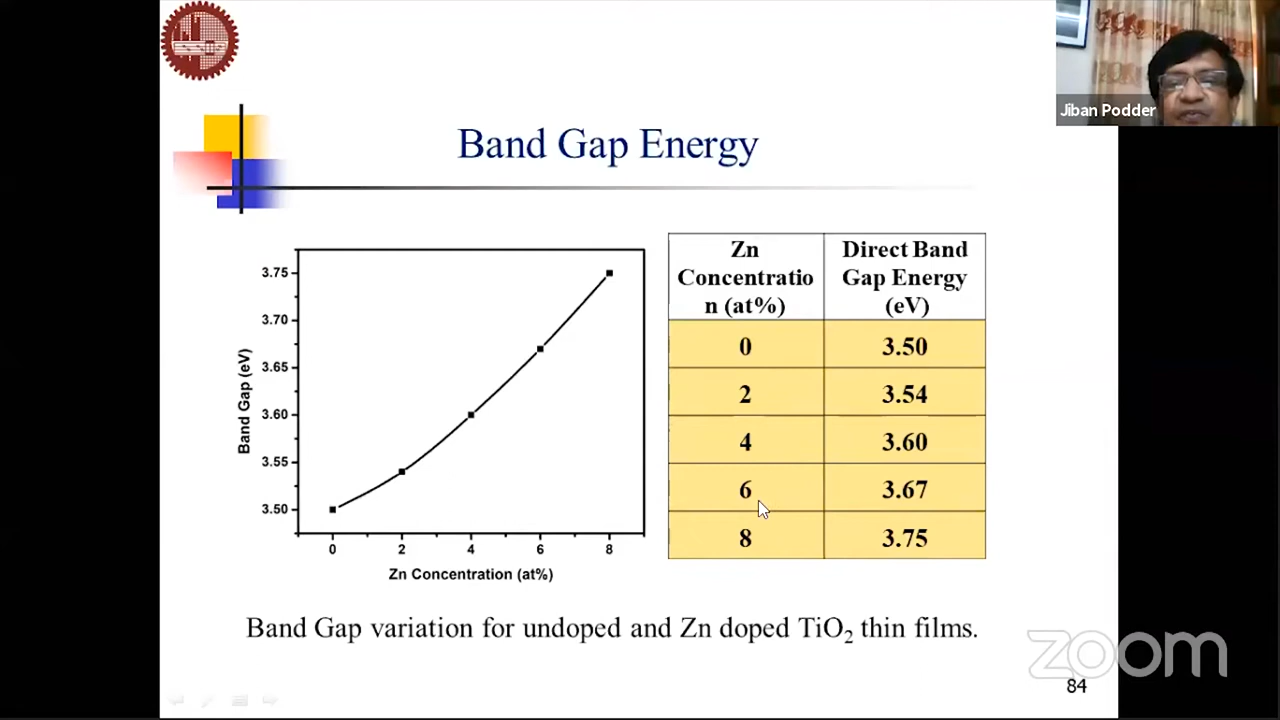 Jiban Podder
Band Gap Energy
3.75
3.70
3.65
3.60
3.55
3.50
Band Gap (eV)
0 2 4 6 8
Zn Concentration (at%)
Zn Direct Band
Concentratio Gap Energy
n (at%) (eV)
0 3.50
2 3.54
4 3.60
6 3.67
8 3.75
Band Gap variation for undoped and Zn doped TiO₂ thin films.
zoom
84